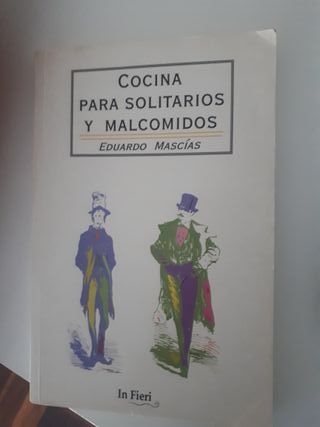 COCINA
PARA SOLITARIOS
Y MALCOMIDOS
EDUARDO MASCÍAS
In Fieri